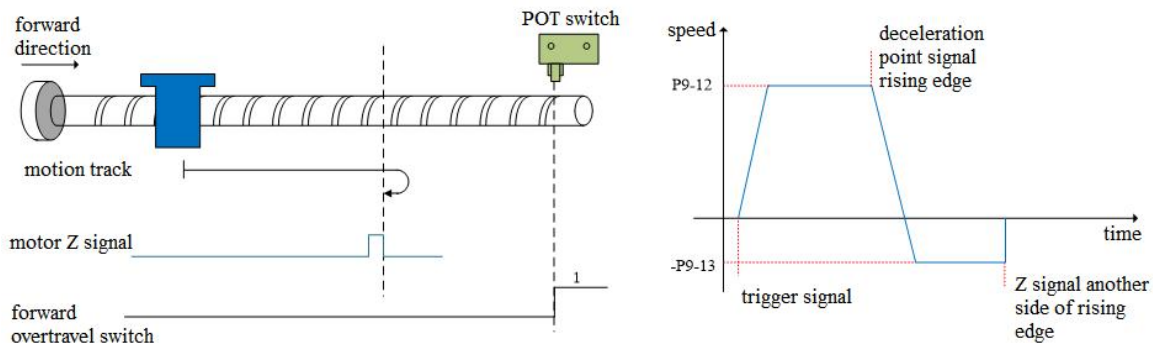 forward
direction
POT switch
motion track
motor Z signal
1
forward
overtravel switch
speed
deceleration
point signal
rising edge
P9-12
time
-P9-13
trigger signal
Z signal another
side of rising
edge